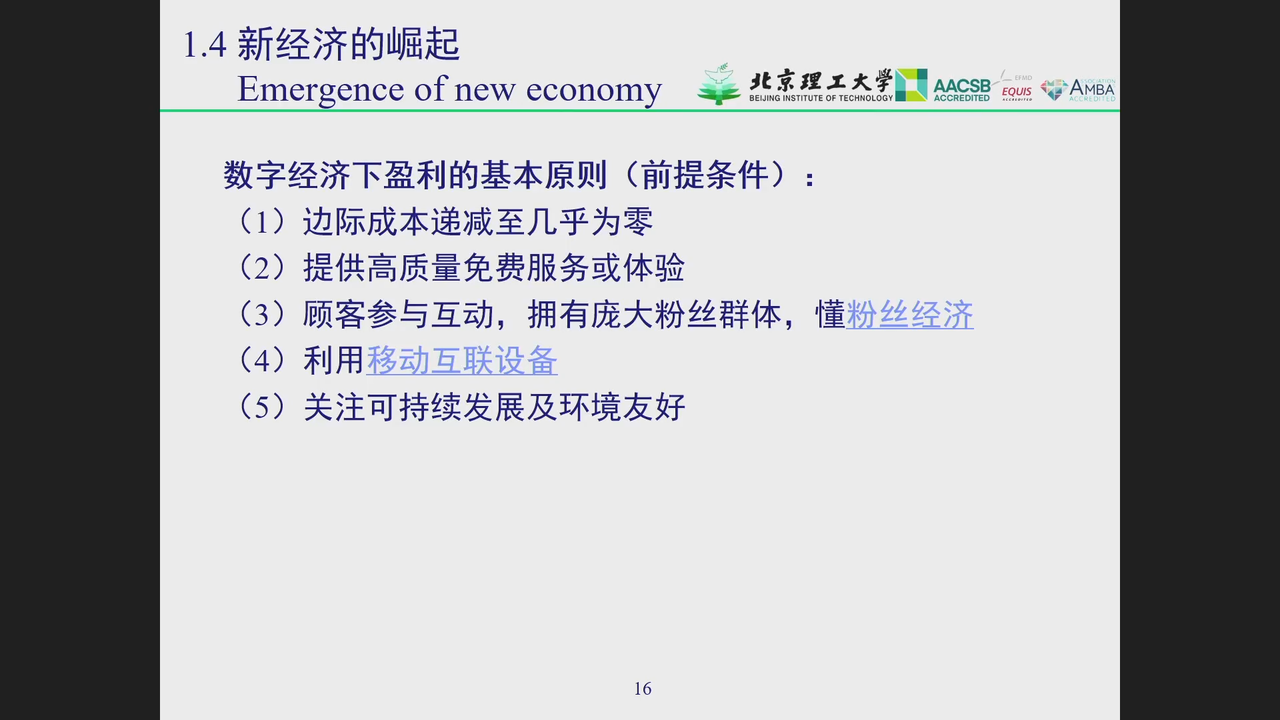 1.4 新经济的崛起
Emergence of new economy
北京理工大學
BEIJING INSTITUTE OF TECHNOLOGY
AACSB
ACCREDITED
EFMD
EQUIS
ACCREDITED
ASSOCIATION
AMBA
ACCREDITED
数字经济下盈利的基本原则（前提条件）：
（1）边际成本递减至几乎为零
（2）提供高质量免费服务或体验
（3）顾客参与互动，拥有庞大粉丝群体，懂粉丝经济
（4）利用移动互联设备
（5）关注可持续发展及环境友好
16